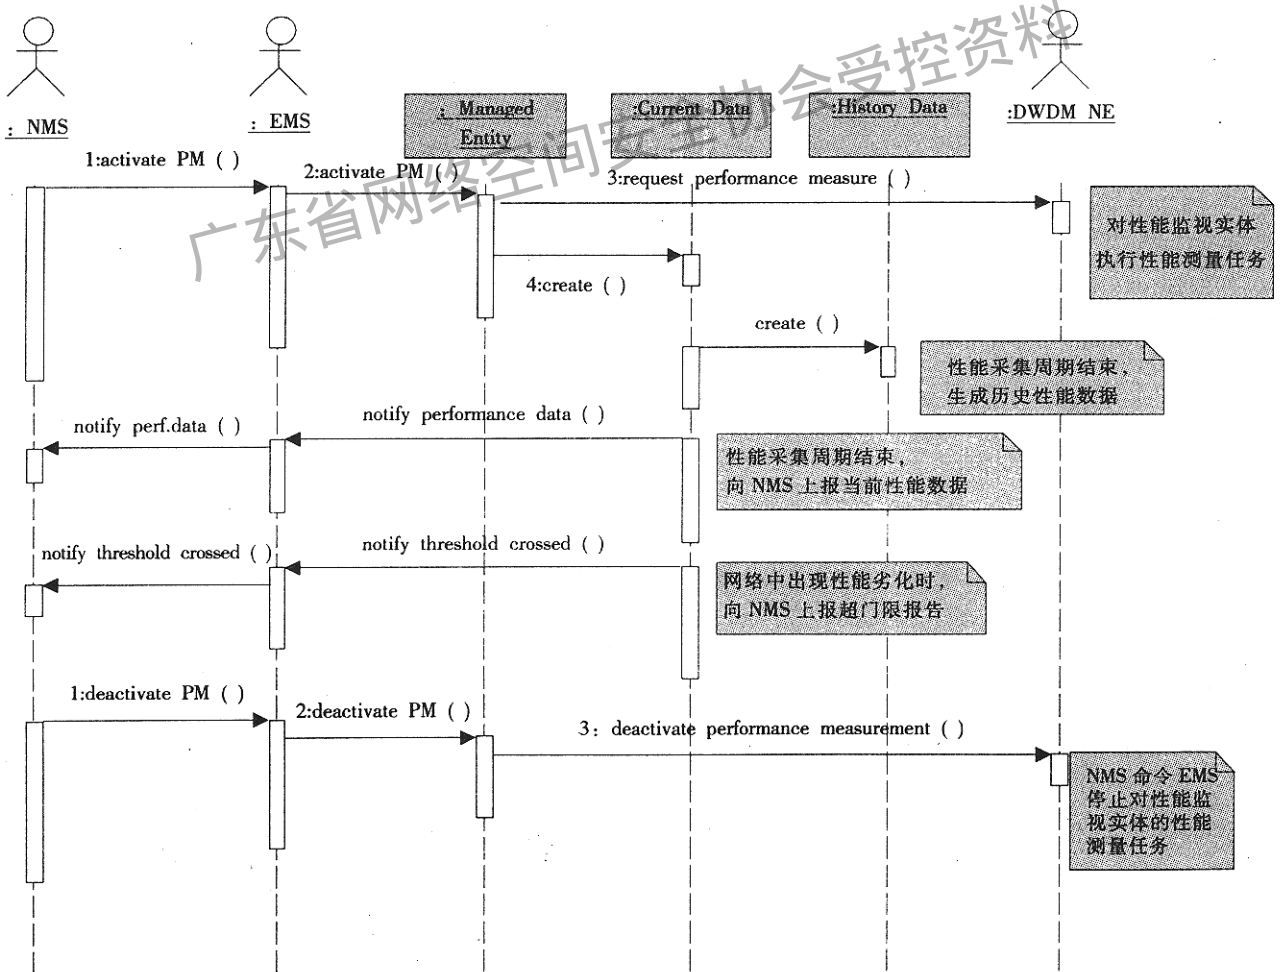 广东省网络空间安全协会受控资料
: NMS
: EMS
: Managed
Entity
:Current Data
:History Data
:DWDM NE
1:activate PM ( )
2:activate PM ( )
3:request performance measure ( )
对性能监视实体
执行性能测量任务
4:create ( )
create ( )
性能采集周期结束,
生成历史性能数据
notify perf.data ( )
notify performance data ( )
性能采集周期结束,
向 NMS 上报当前性能数据
notify threshold crossed ( )
notify threshold crossed ( )
网络中出现性能劣化时,
向 NMS 上报超门限报告
1:deactivate PM ( )
2:deactivate PM ( )
3: deactivate performance measurement ( )
NMS 命令 EMS
停止对性能监
视实体的性能
测量任务